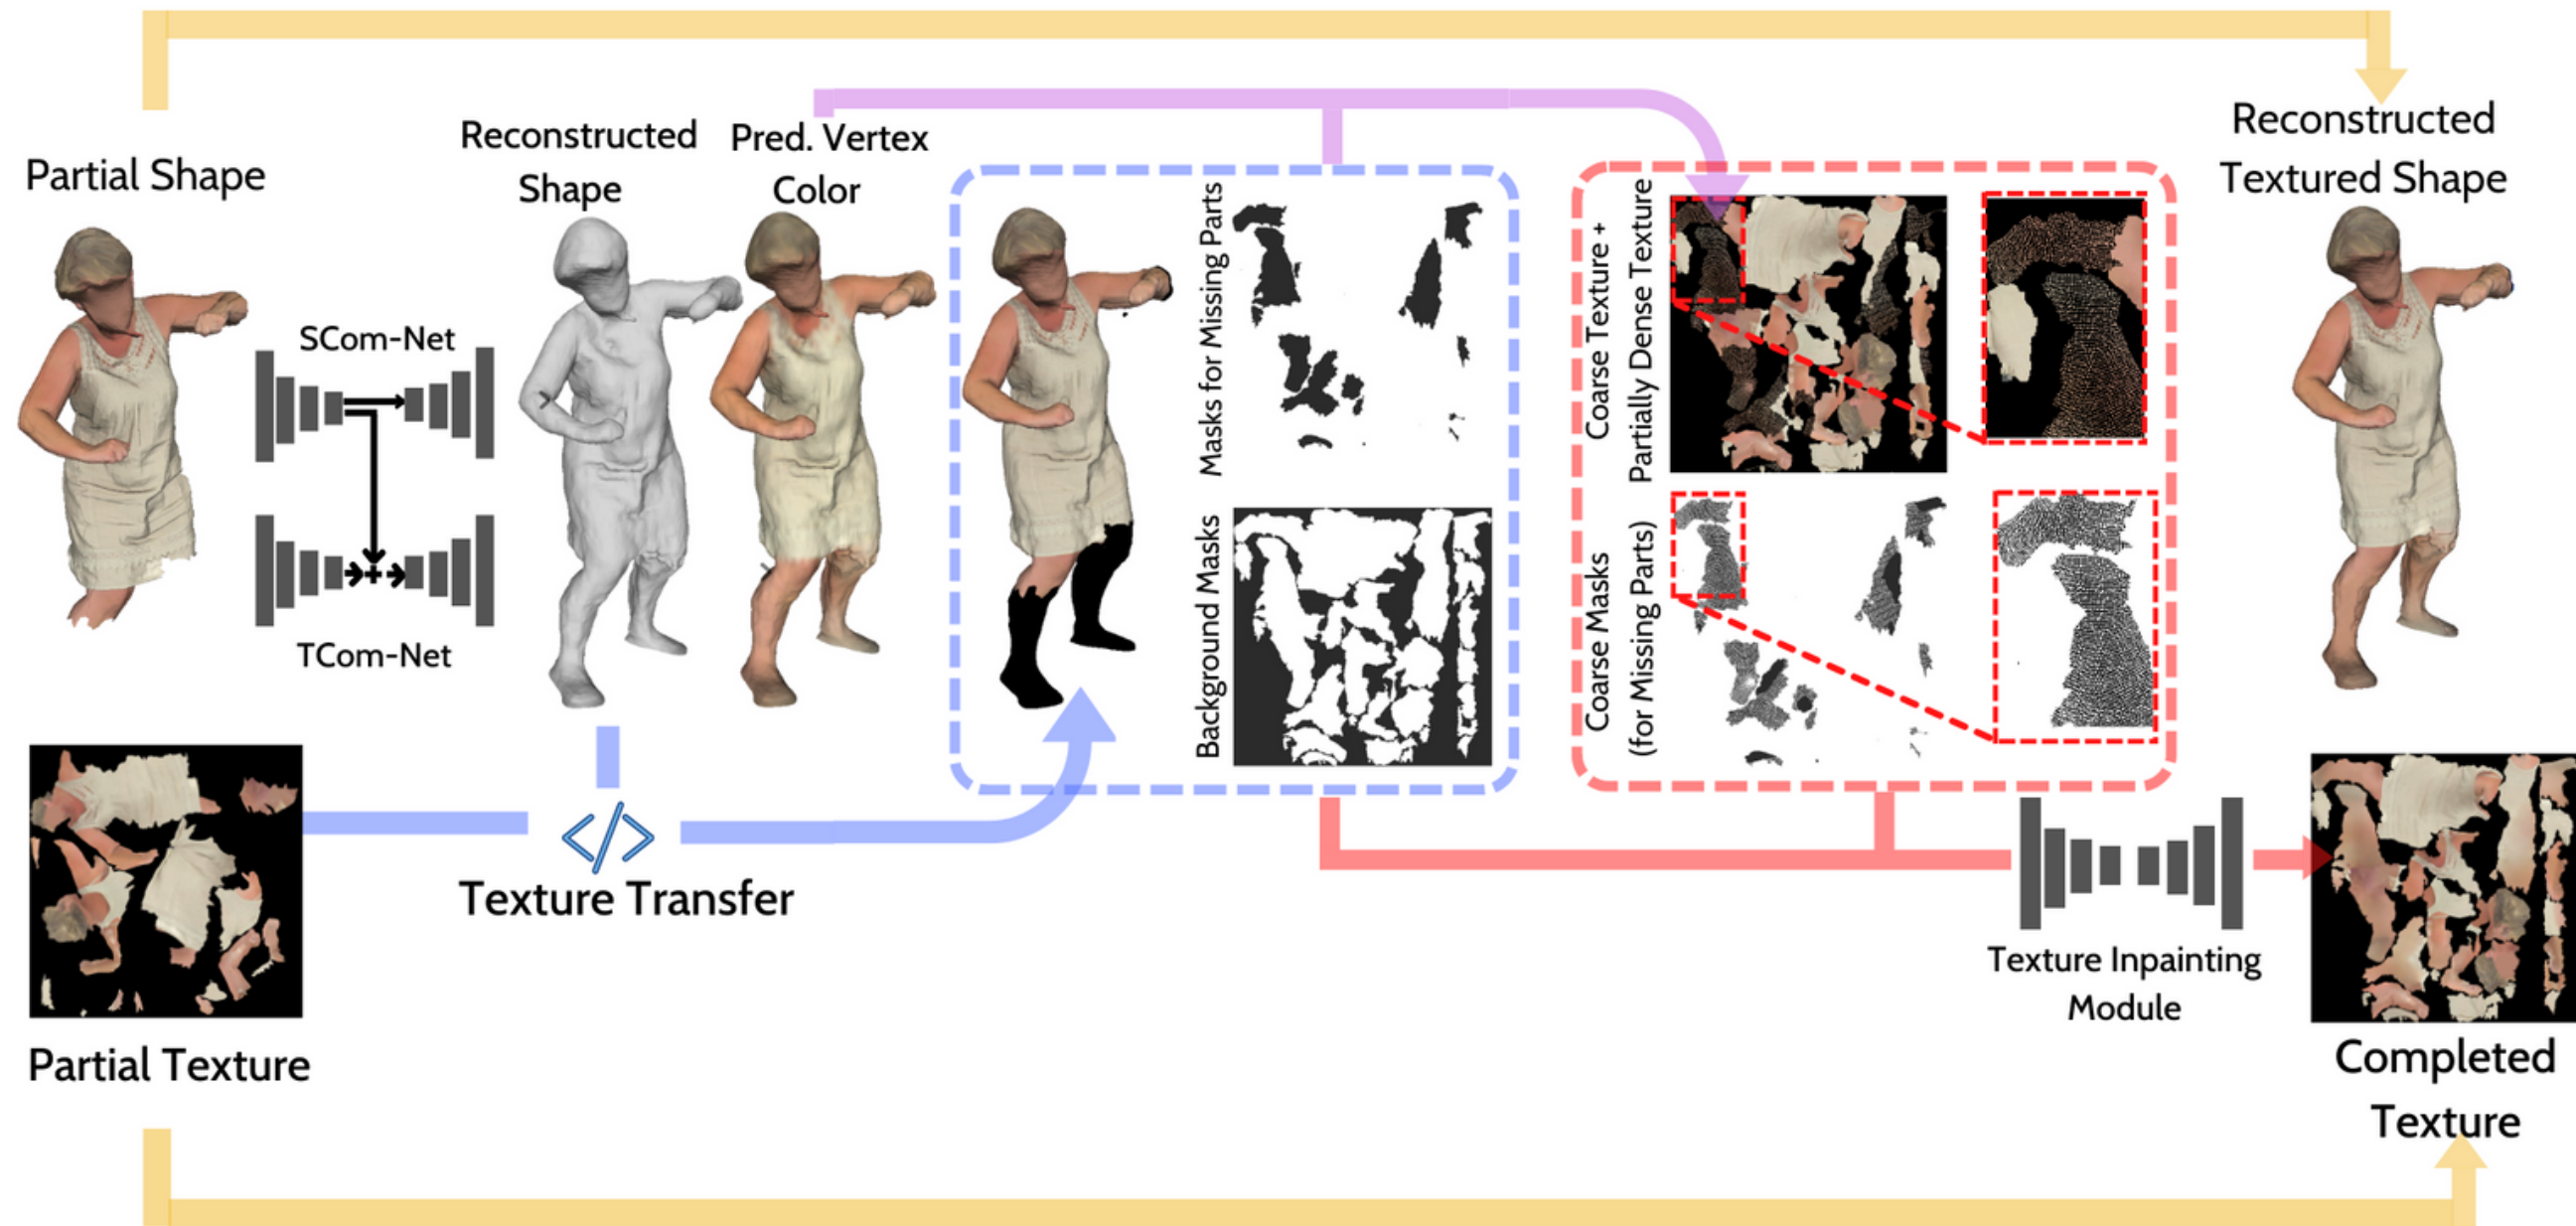 Partial Shape
SCom-Net
TCom-Net
Partial Texture
Reconstructed
Shape
Pred. Vertex
Color
</>
Texture Transfer
Masks for Missing Parts
Background Masks
Coarse Texture +
Partially Dense Texture
Coarse Masks
(for Missing Parts)
Texture Inpainting
Module
Reconstructed
Textured Shape
Completed
Texture